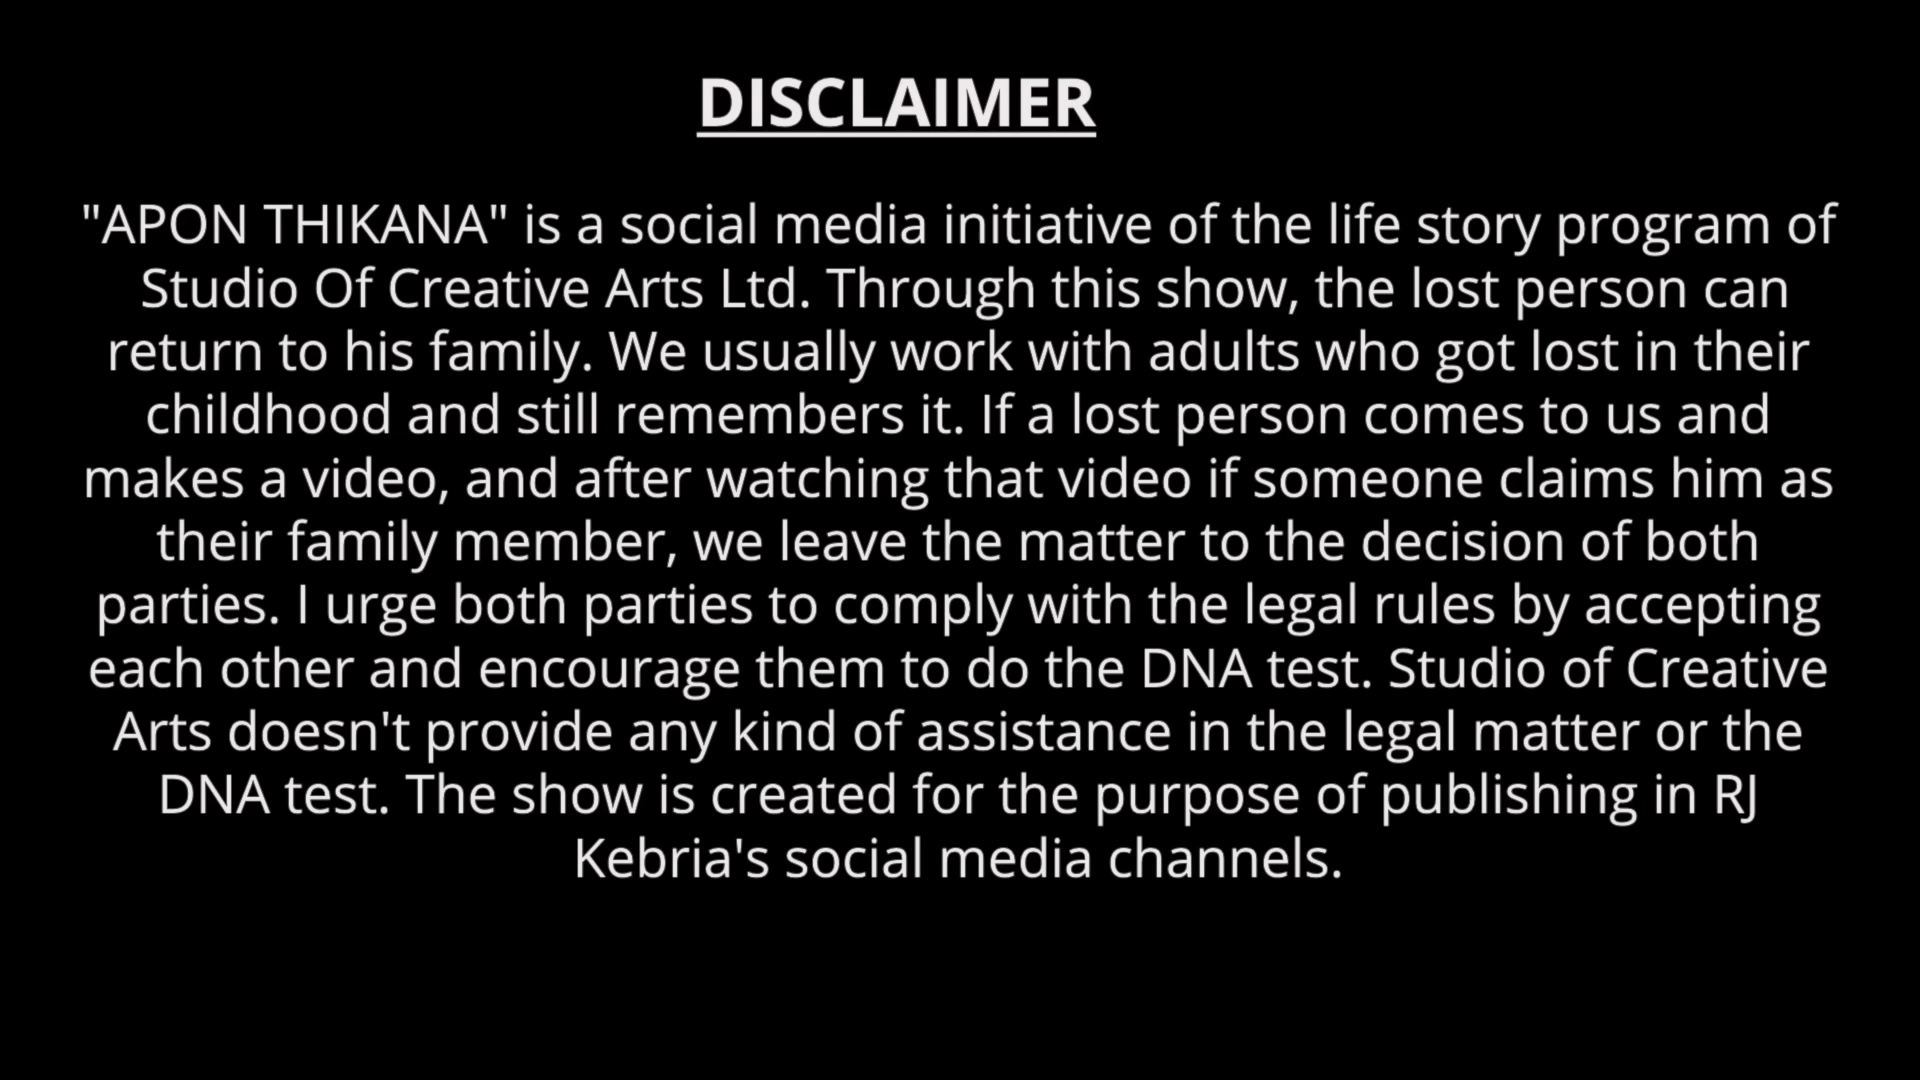 DISCLAIMER
"APON THIKANA" is a social media initiative of the life story program of
Studio Of Creative Arts Ltd. Through this show, the lost person can
return to his family. We usually work with adults who got lost in their
childhood and still remembers it. If a lost person comes to us and
makes a video, and after watching that video if someone claims him as
their family member, we leave the matter to the decision of both
parties. I urge both parties to comply with the legal rules by accepting
each other and encourage them to do the DNA test. Studio of Creative
Arts doesn't provide any kind of assistance in the legal matter or the
DNA test. The show is created for the purpose of publishing in RJ
Kebria's social media channels.